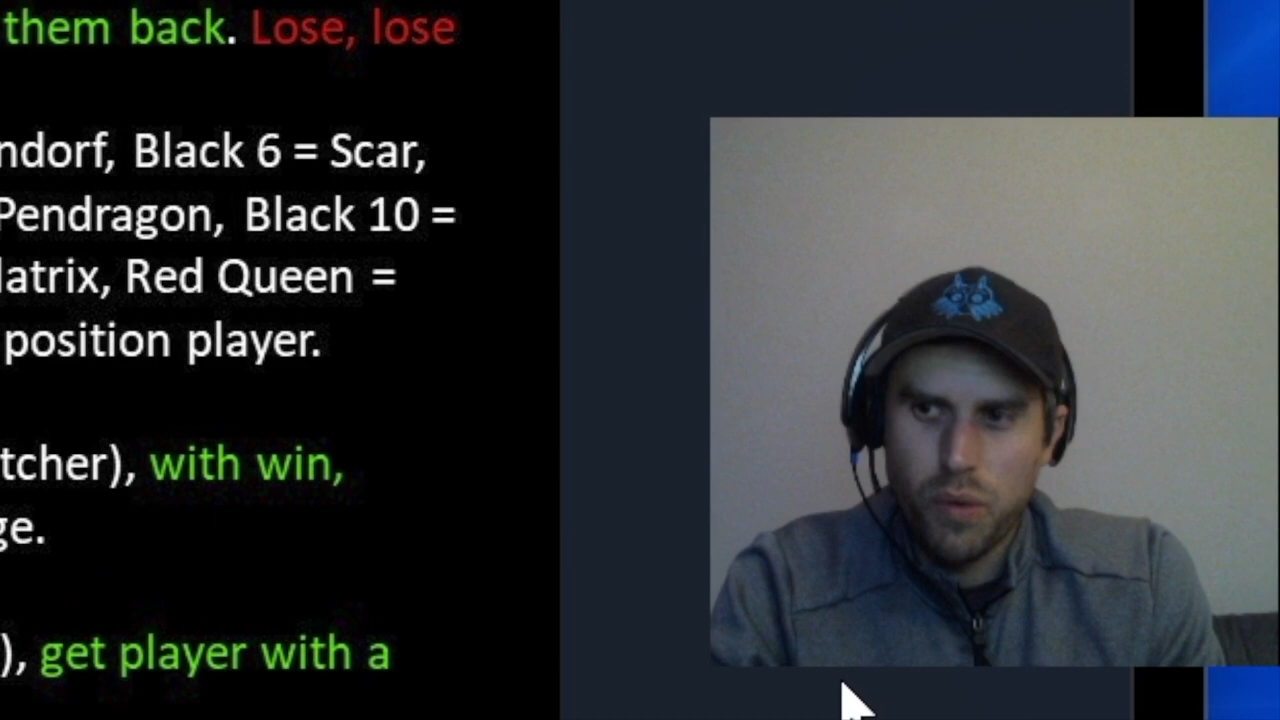 them back. Lose, lose
ndorf, Black 6 = Scar,
Pendragon, Black 10 =
latrix, Red Queen =
position player.
tcher), with win,
ge.
), get player with a